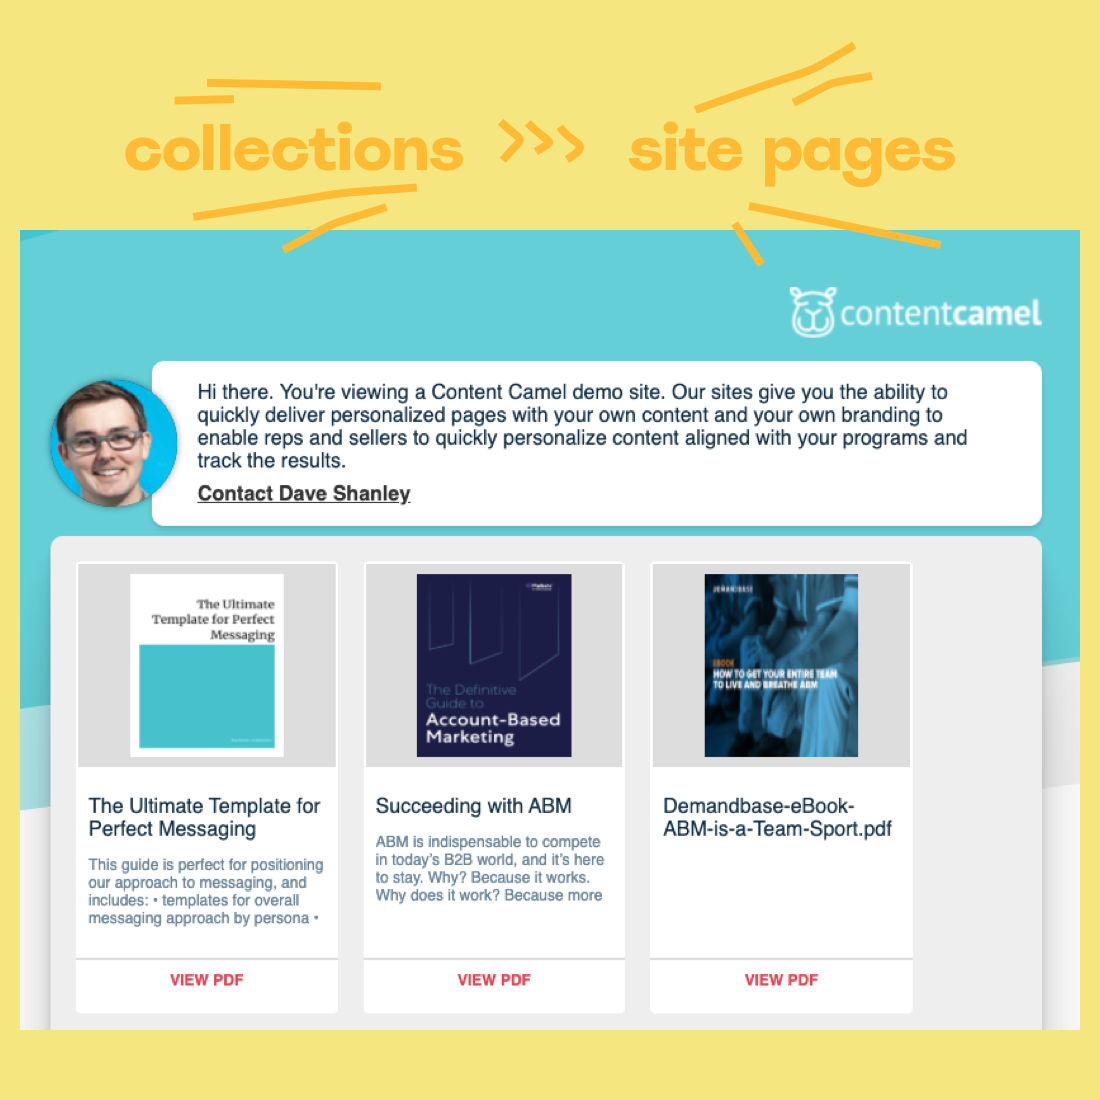 collections >>> site pages
contentcamel
Hi there. You're viewing a Content Camel demo site. Our sites give you the ability to
quickly deliver personalized pages with your own content and your own branding to
enable reps and sellers to quickly personalize content aligned with your programs and
track the results.
Contact Dave Shanley
The Ultimate
Template for Perfect
Messaging
The Definitive
Guide to
Account-Based
Marketing
DEMANDBASE
EBOOK
HOW TO GET YOUR ENTIRE TEAM
TO LIVE AND BREATHE ABM
The Ultimate Template for
Perfect Messaging
This guide is perfect for positioning
our approach to messaging, and
includes: • templates for overall
messaging approach by persona •
VIEW PDF
Succeeding with ABM
ABM is indispensable to compete
in today's B2B world, and it's here
to stay. Why? Because it works.
Why does it work? Because more
VIEW PDF
Demandbase-eBook-
ABM-is-a-Team-Sport.pdf
VIEW PDF